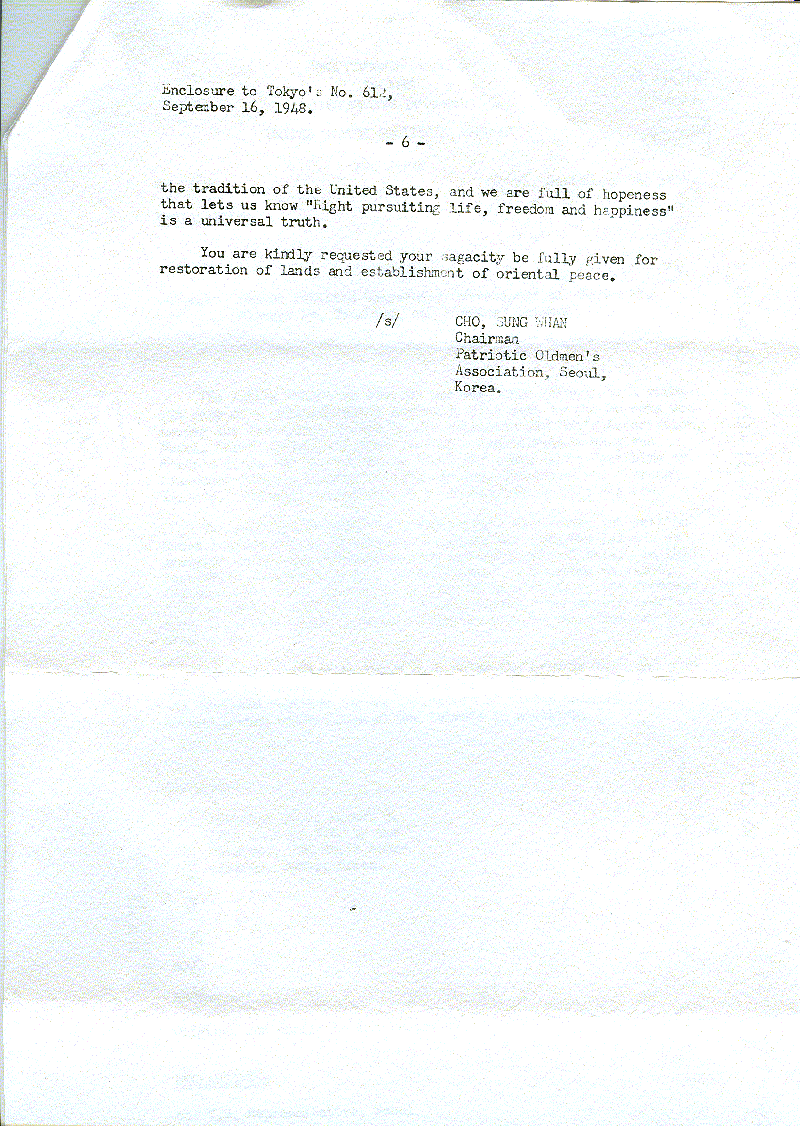 Enclosure to Tokyo's No. 612,
September 16, 1948.
- 6 -
the tradition of the United States, and we are full of hopeness
that lets us know "Right pursuiting life, freedom and happiness"
is a universal truth.
You are kindly requested your sagacity be fully given for
restoration of lands and establishment of oriental peace.
/s/ CHO, SUNG WHAN
Chairman
Patriotic Oldmen's
Association, Seoul,
Korea.